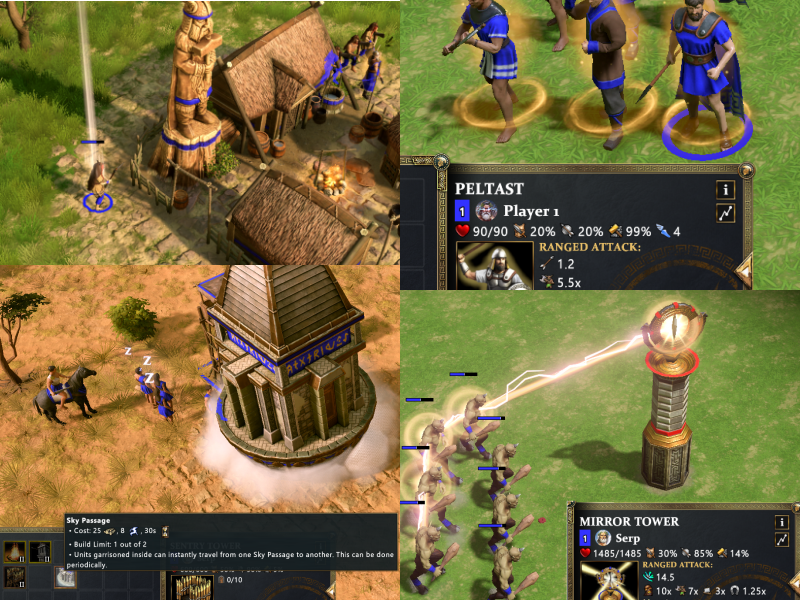 PELTAST
1 Player 1
90/90 20% 20% 99% 4
RANGED ATTACK:
1.2
5.5x
Z
Z
Z
Sky Passage
• Cost: 25 , 8 , 30s
• Build Limit: 1 out of 2
• Units garrisoned inside can instantly travel from one Sky Passage to another. This can be done
periodically.
II II
II
0/10
MIRROR TOWER
1 Serp
1485/1485 30% 85% 14%
RANGED ATTACK:
14.5
10x 7x 3x 1.25x